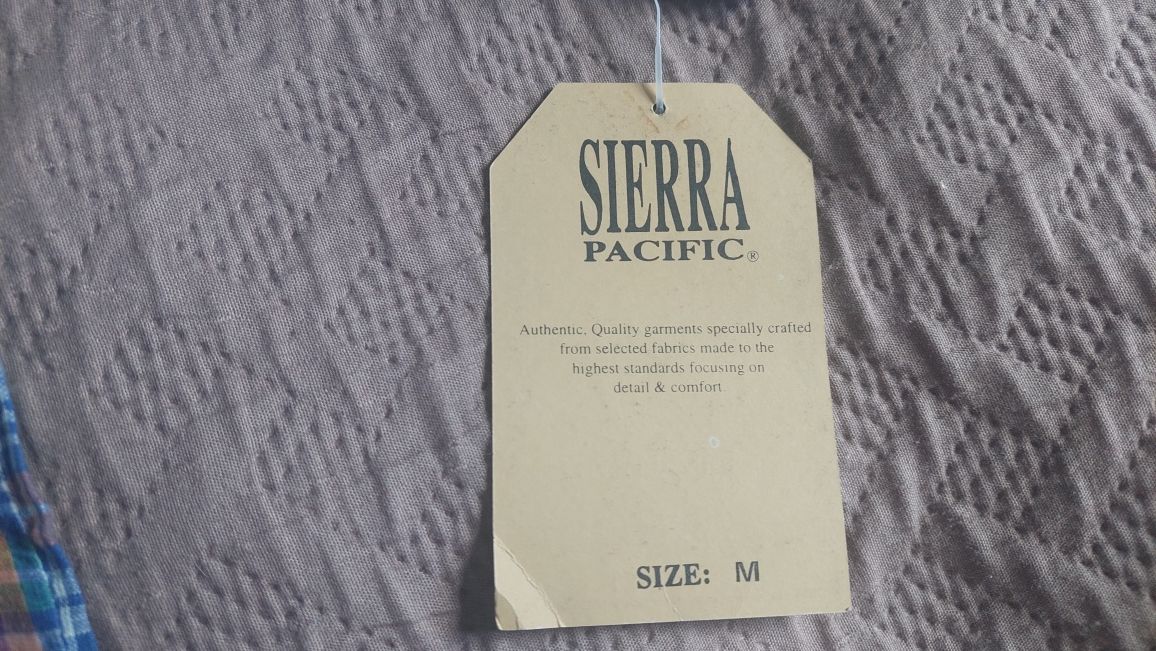 SIERRA
PACIFIC®
Authentic, Quality garments specially crafted
from selected fabrics made to the
highest standards focusing on
detail & comfort
SIZE: M